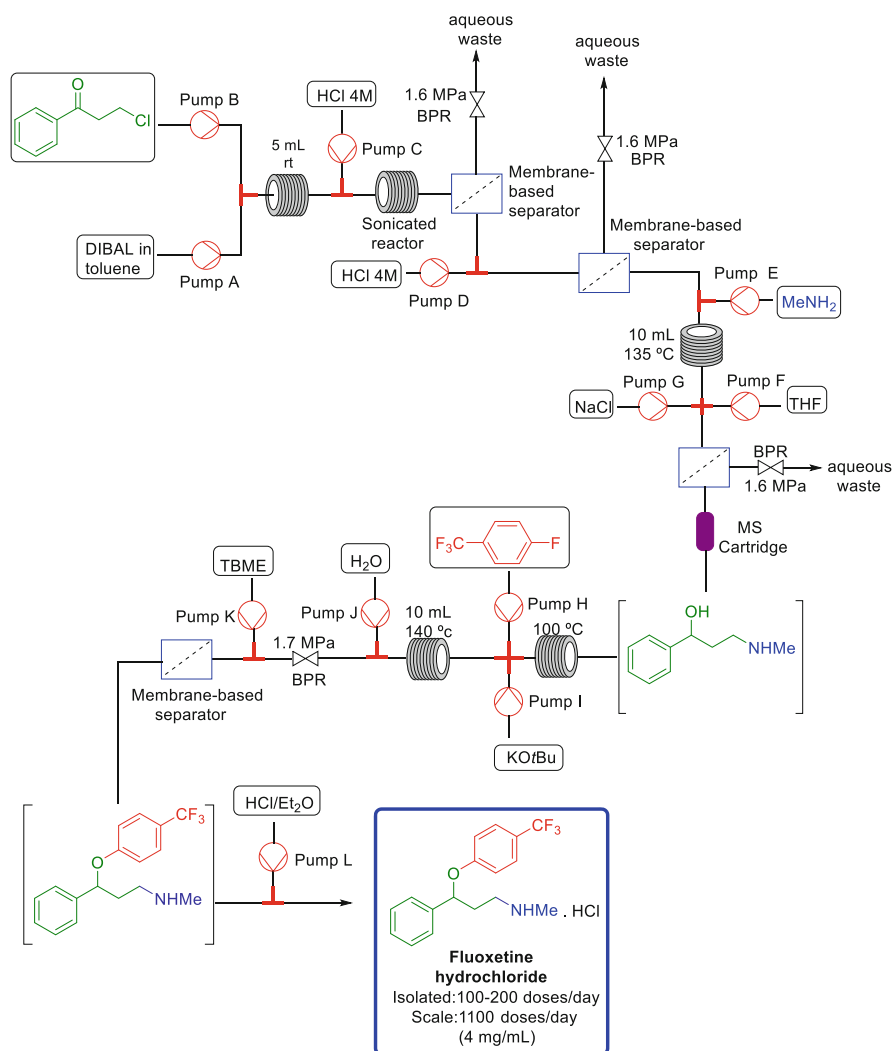 aqueous
waste
aqueous
waste
O
Cl
Pump B
HCl 4M
1.6 MPa
BPR
1.6 MPa
BPR
5 mL
rt
Pump C
Membrane-
based
separator
Sonicated
reactor
Membrane-based
separator
DIBAL in
toluene
Pump A
HCl 4M
Pump D
Pump E
MeNH₂
10 mL
135 ºC
Pump G
Pump F
NaCl
THF
BPR
1.6 MPa
aqueous
waste
MS
Cartridge
F₃C
F
TBME
H₂O
Pump K
Pump J
10 mL
140 ºc
Pump H
100 ºC
OH
NHMe
1.7 MPa
BPR
Membrane-based
separator
Pump I
KOtBu
CF₃
O
NHMe
HCl/Et₂O
Pump L
CF₃
O
NHMe . HCl
Fluoxetine
hydrochloride
Isolated:100-200 doses/day
Scale:1100 doses/day
(4 mg/mL)